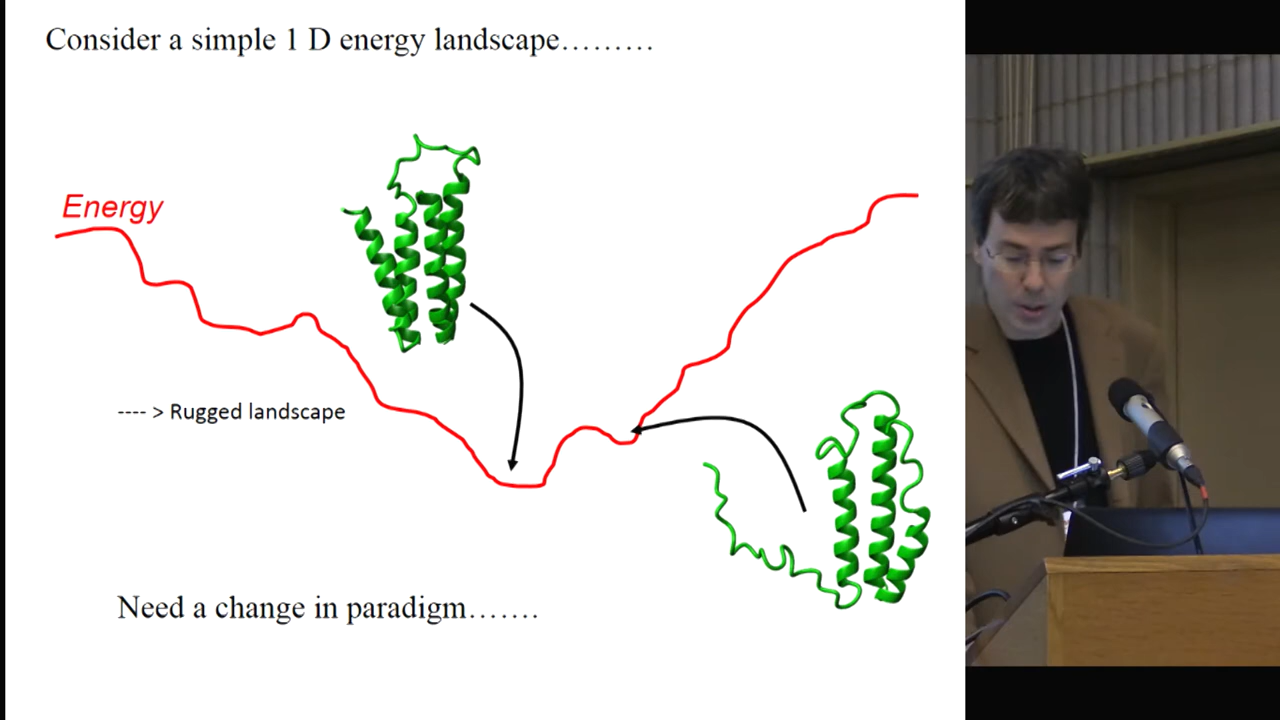 Consider a simple 1 D energy landscape………
Energy
---- > Rugged landscape
Need a change in paradigm…….